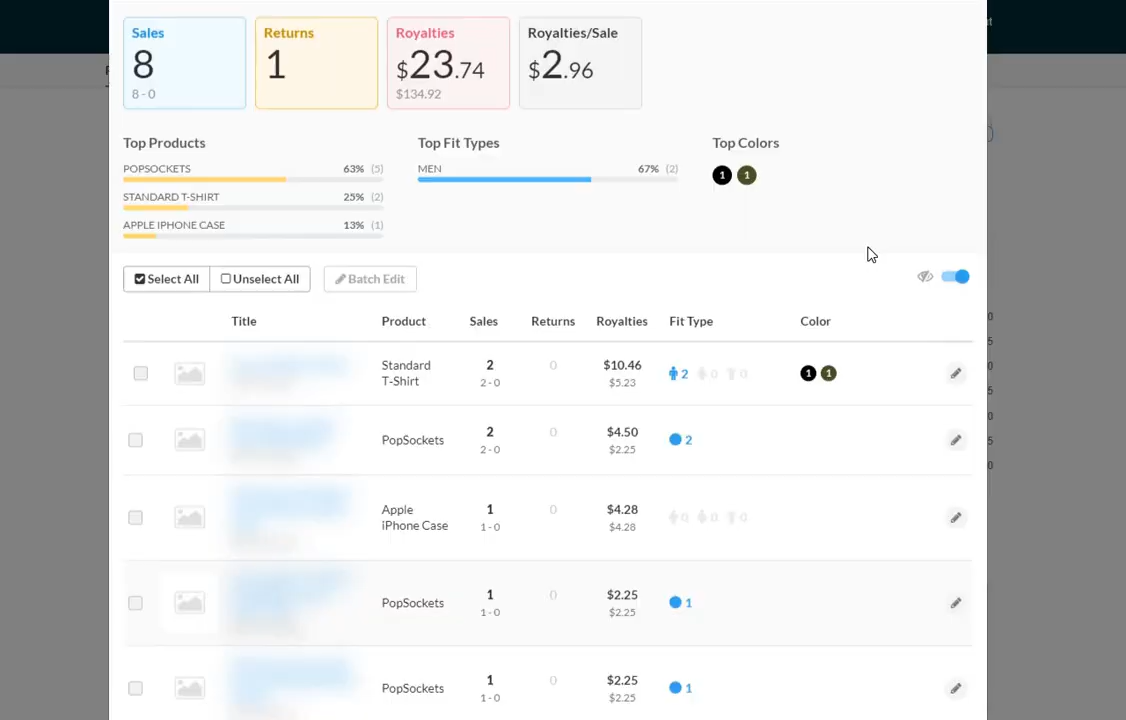 Sales
8
8 - 0
Returns
1
Royalties
$23.74
$134.92
Royalties/Sale
$2.96
Top Products
POPSOCKETS 63% (5)
STANDARD T-SHIRT 25% (2)
APPLE IPHONE CASE 13% (1)
Top Fit Types
MEN 67% (2)
Top Colors
1 1
Select All Unselect All Batch Edit
Title Product Sales Returns Royalties Fit Type Color
Standard T-Shirt 2 2 - 0 0 $10.46 $5.23 2 0 0 1 1
PopSockets 2 2 - 0 0 $4.50 $2.25 2
Apple iPhone Case 1 1 - 0 0 $4.28 $4.28 0 0 0
PopSockets 1 1 - 0 0 $2.25 $2.25 1
PopSockets 1 1 - 0 0 $2.25 $2.25 1